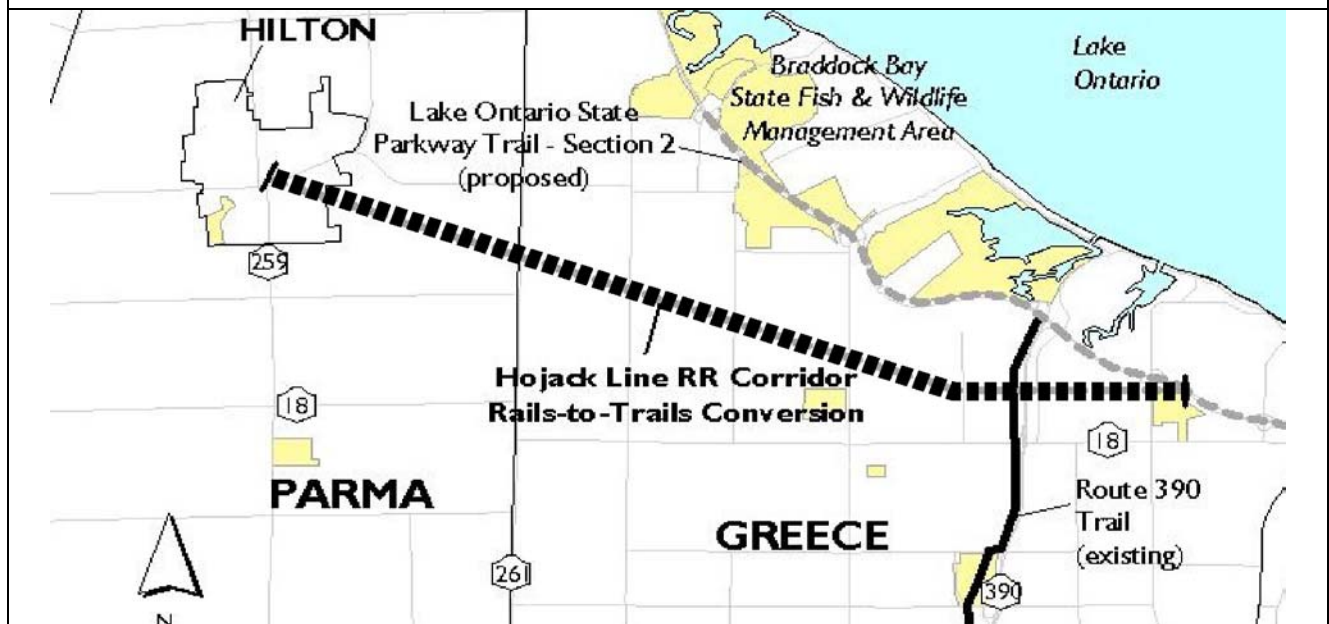 HILTON
Lake
Ontario
Braddock Bay
State Fish & Wildlife
Management Area
Lake Ontario State
Parkway Trail - Section 2
(proposed)
259
Hojack Line RR Corridor
Rails-to-Trails Conversion
18
18
PARMA
GREECE
Route 390
Trail
(existing)
261
390
N